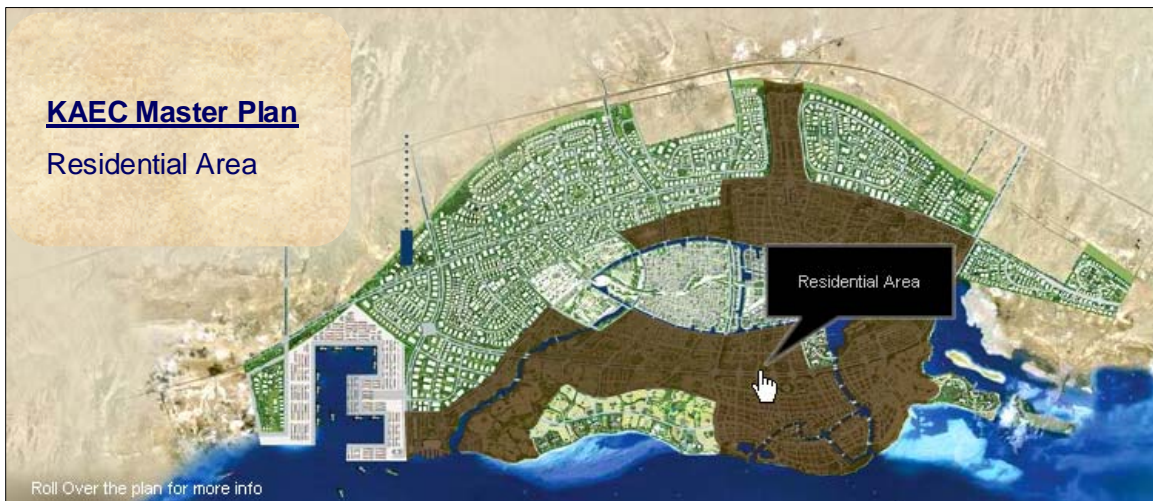 KAEC Master Plan
Residential Area
Residential Area
Roll Over the plan for more info